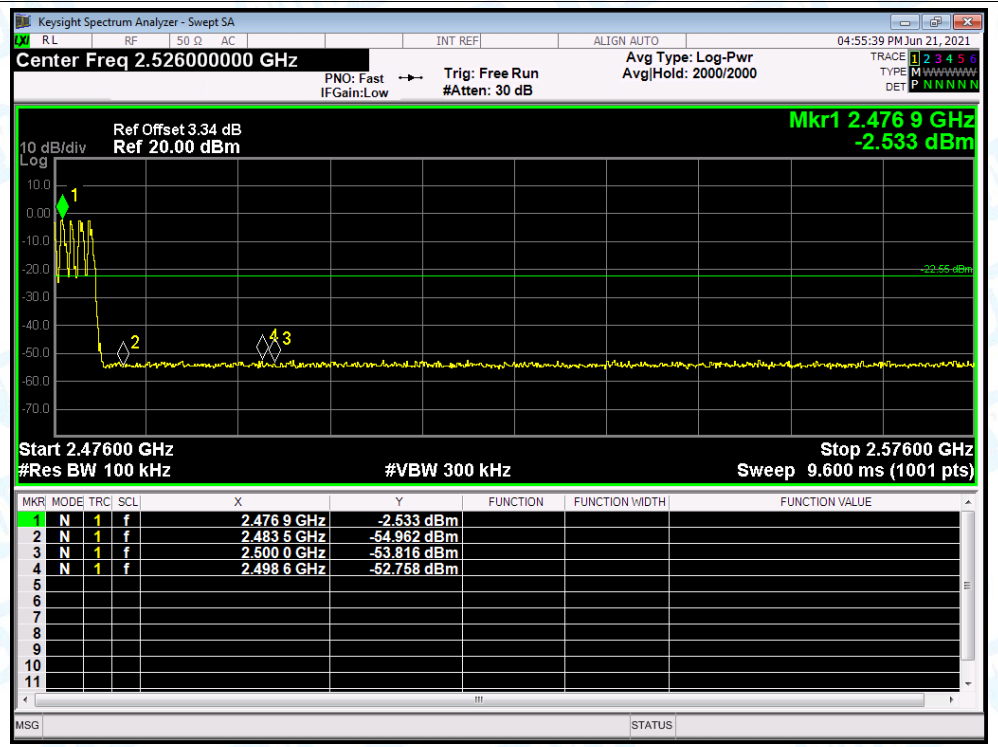 Keysight Spectrum Analyzer - Swept SA
LXI RL RF 50 Ω AC INT REF ALIGN AUTO 04:55:39 PM Jun 21, 2021
Center Freq 2.526000000 GHz
PNO: Fast
IFGain:Low
Trig: Free Run
#Atten: 30 dB
Avg Type: Log-Pwr
Avg|Hold: 2000/2000
TRACE 1 2 3 4 5 6
TYPE M WWWWW
DET P N N N N N
Mkr1 2.476 9 GHz
-2.533 dBm
Ref Offset 3.34 dB
10 dB/div Ref 20.00 dBm
Log
10.0
0.00
-10.0
-20.0
-30.0
-40.0
-50.0
-60.0
-70.0
1
2
4
3
-22.55 dBm
Start 2.47600 GHz Stop 2.57600 GHz
#Res BW 100 kHz #VBW 300 kHz Sweep 9.600 ms (1001 pts)
MKR MODE TRC SCL X Y FUNCTION FUNCTION WIDTH FUNCTION VALUE
1 N 1 f 2.476 9 GHz -2.533 dBm
2 N 1 f 2.483 5 GHz -54.962 dBm
3 N 1 f 2.500 0 GHz -53.816 dBm
4 N 1 f 2.498 6 GHz -52.758 dBm
5
6
7
8
9
10
11
MSG STATUS